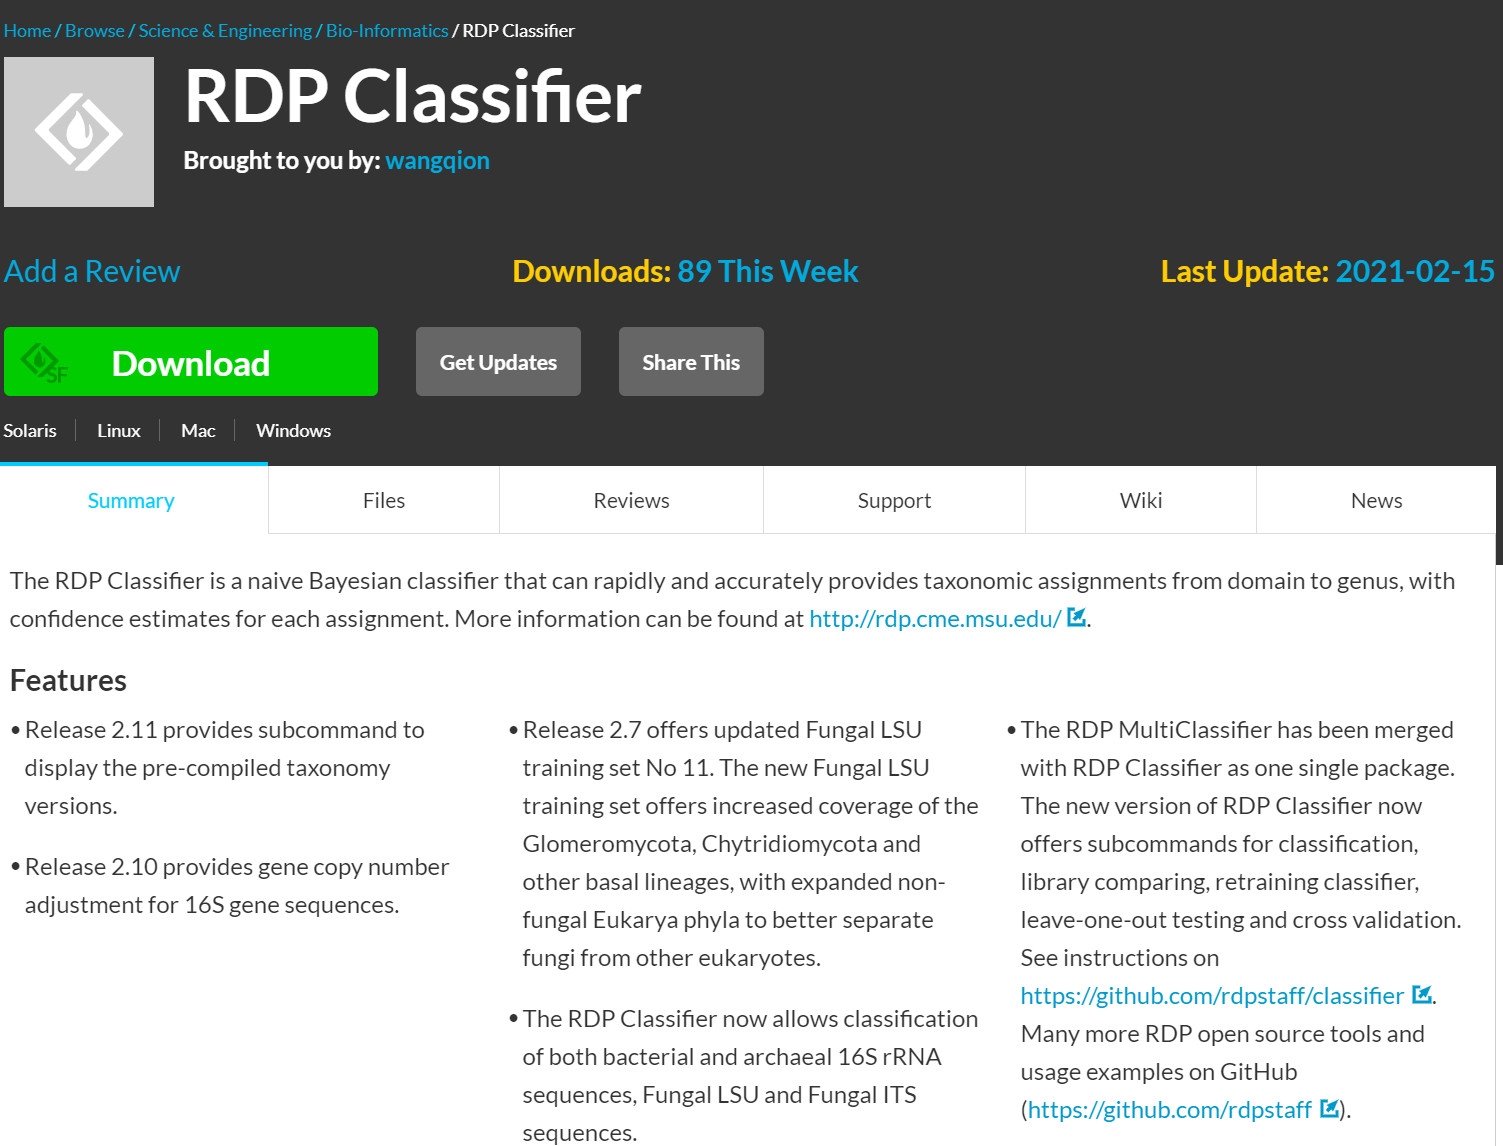 Home / Browse / Science & Engineering / Bio-Informatics / RDP Classifier
RDP Classifier
Brought to you by: wangqion
Add a Review
Downloads: 89 This Week
Last Update: 2021-02-15
SF
Download
Get Updates
Share This
Solaris
Linux
Mac
Windows
Summary
Files
Reviews
Support
Wiki
News
The RDP Classifier is a naive Bayesian classifier that can rapidly and accurately provides taxonomic assignments from domain to genus, with
confidence estimates for each assignment. More information can be found at http://rdp.cme.msu.edu/ .
Features
• Release 2.11 provides subcommand to
display the pre-compiled taxonomy
versions.
• Release 2.10 provides gene copy number
adjustment for 16S gene sequences.
• Release 2.7 offers updated Fungal LSU
training set No 11. The new Fungal LSU
training set offers increased coverage of the
Glomeromycota, Chytridiomycota and
other basal lineages, with expanded non-
fungal Eukarya phyla to better separate
fungi from other eukaryotes.
• The RDP Classifier now allows classification
of both bacterial and archaeal 16S rRNA
sequences, Fungal LSU and Fungal ITS
sequences.
• The RDP MultiClassifier has been merged
with RDP Classifier as one single package.
The new version of RDP Classifier now
offers subcommands for classification,
library comparing, retraining classifier,
leave-one-out testing and cross validation.
See instructions on
https://github.com/rdpstaff/classifier .
Many more RDP open source tools and
usage examples on GitHub
(https://github.com/rdpstaff ).